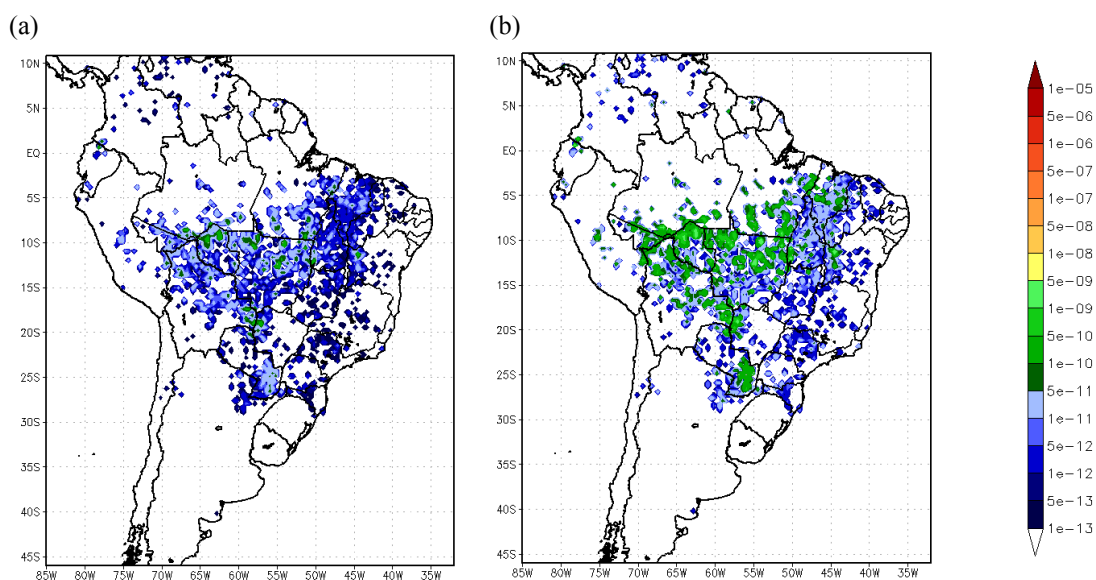 (a)
(b)
10N
5N
EQ
5S
10S
15S
20S
25S
30S
35S
40S
45S
85W 80W 75W 70W 65W 60W 55W 50W 45W 40W 35W
10N
5N
EQ
5S
10S
15S
20S
25S
30S
35S
40S
45S
85W 80W 75W 70W 65W 60W 55W 50W 45W 40W 35W
1e-05
5e-06
1e-06
5e-07
1e-07
5e-08
1e-08
5e-09
1e-09
5e-10
1e-10
5e-11
1e-11
5e-12
1e-12
5e-13
1e-13